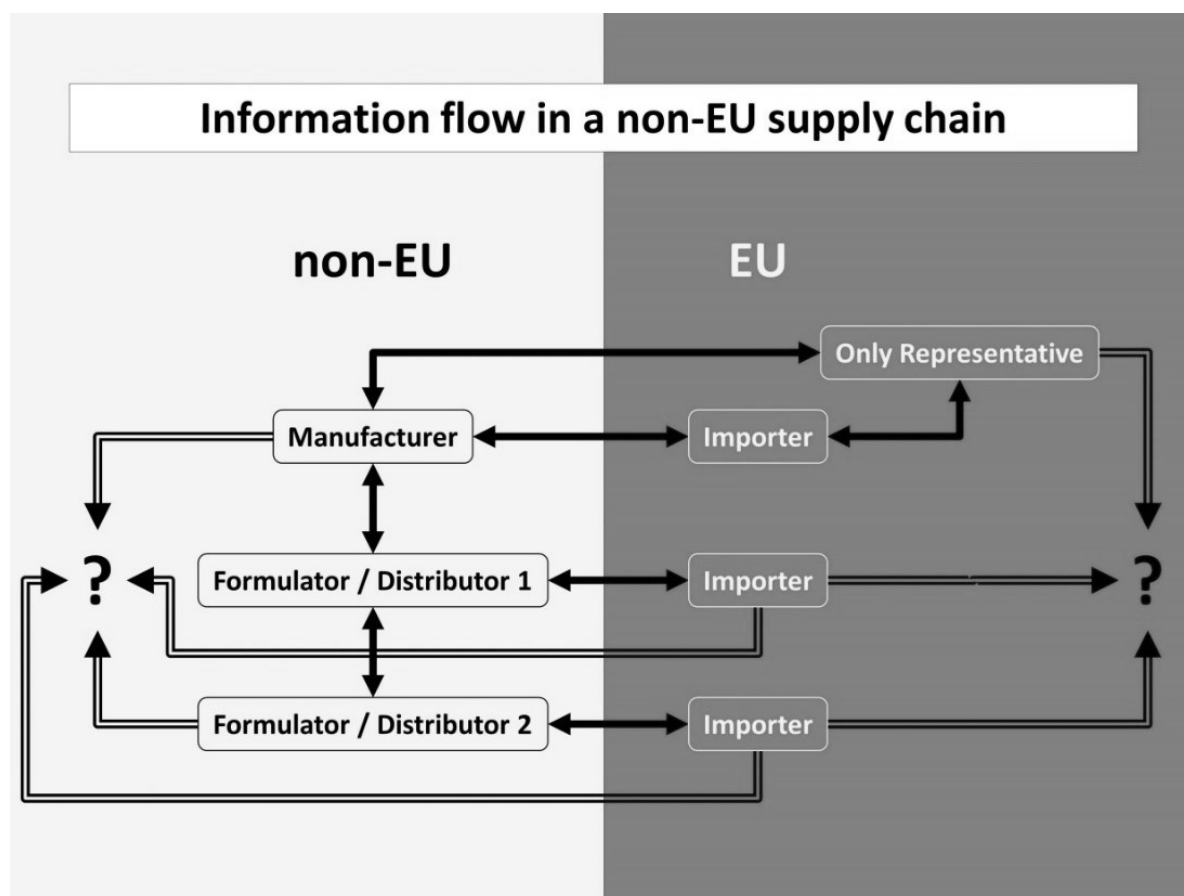 Information flow in a non-EU supply chain
non-EU
EU
Only Representative
Manufacturer
Importer
?
Formulator / Distributor 1
Importer
?
Formulator / Distributor 2
Importer